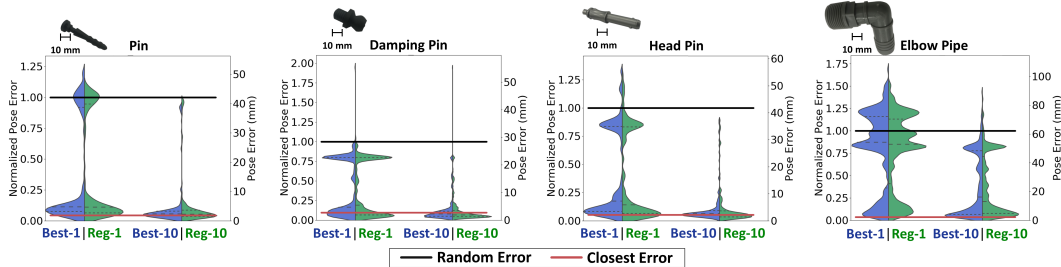 10 mm
Pin
Normalized Pose Error
1.25
1.00
0.75
0.50
0.25
0.00
50
40
30
20
10
0
Pose Error (mm)
Best-1 | Reg-1
Best-10 | Reg-10
10 mm
Damping Pin
Normalized Pose Error
2.00
1.75
1.50
1.25
1.00
0.75
0.50
0.25
0.00
50
40
30
20
10
0
Pose Error (mm)
Best-1 | Reg-1
Best-10 | Reg-10
10 mm
Head Pin
Normalized Pose Error
1.25
1.00
0.75
0.50
0.25
0.00
60
50
40
30
20
10
0
Pose Error (mm)
Best-1 | Reg-1
Best-10 | Reg-10
10 mm
Elbow Pipe
Normalized Pose Error
1.75
1.50
1.25
1.00
0.75
0.50
0.25
0.00
100
80
60
40
20
0
Pose Error (mm)
Best-1 | Reg-1
Best-10 | Reg-10
Random Error
Closest Error